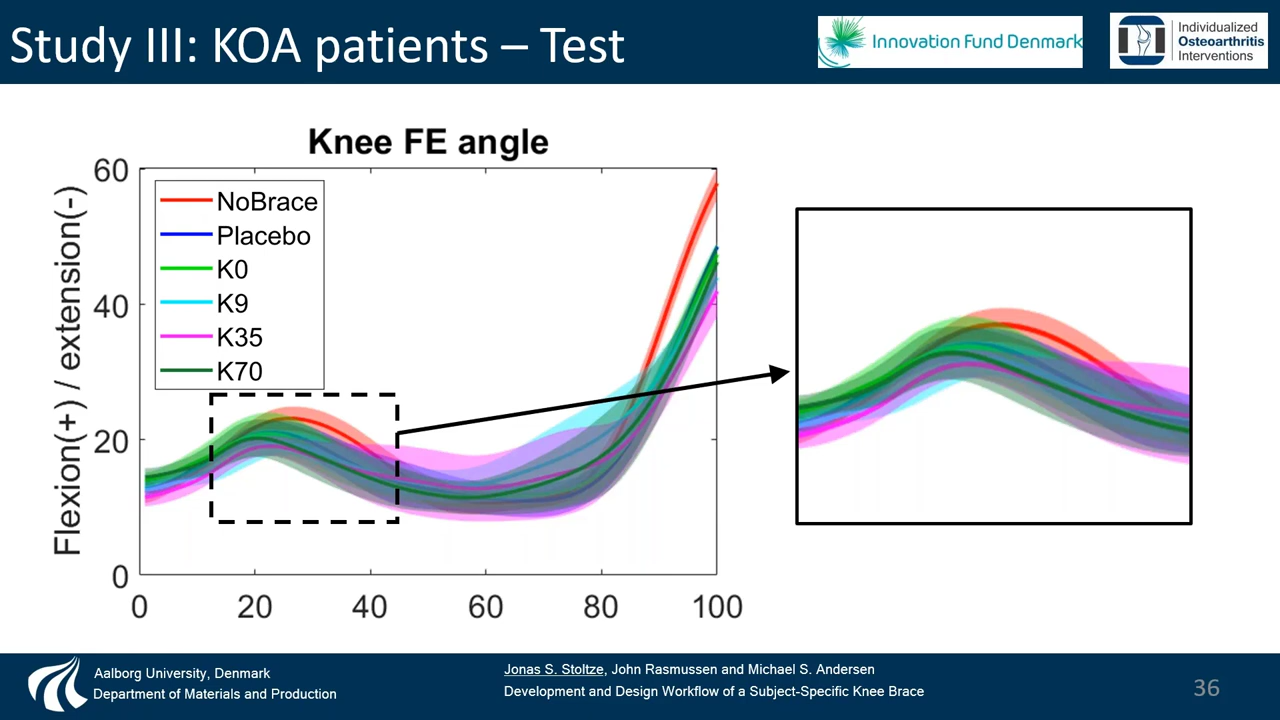 Study III: KOA patients – Test
Innovation Fund Denmark
Individualized
Osteoarthritis
Interventions
Knee FE angle
Flexion(+) / extension(-)
60
40
20
0
NoBrace
Placebo
K0
K9
K35
K70
0 20 40 60 80 100
Aalborg University, Denmark
Department of Materials and Production
Jonas S. Stoltze, John Rasmussen and Michael S. Andersen
Development and Design Workflow of a Subject-Specific Knee Brace
36